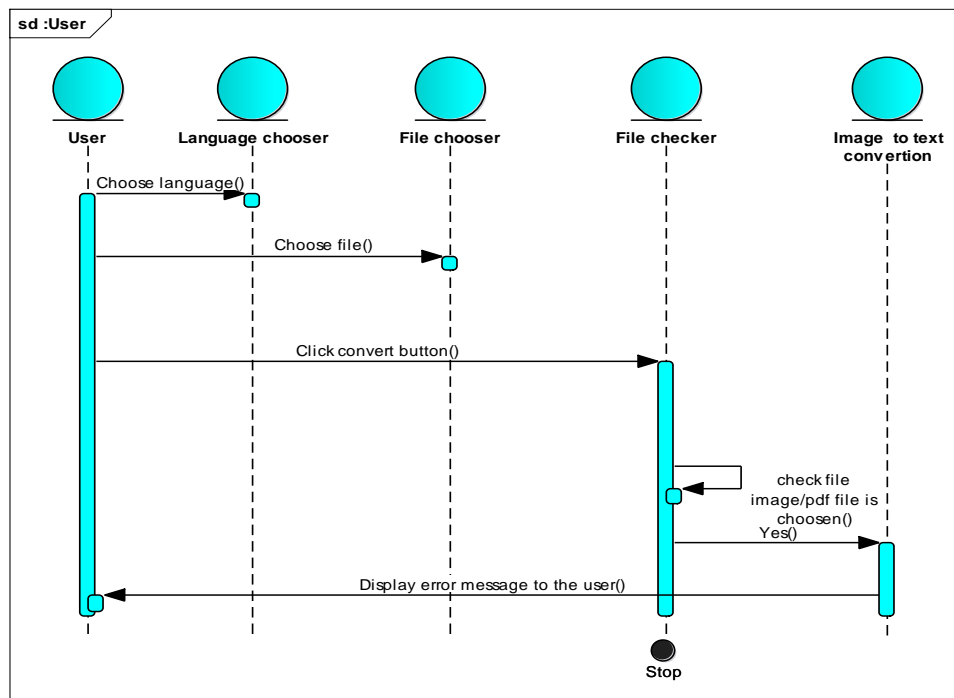 sd :User
User
Language chooser
File chooser
File checker
Image to text
convertion
Choose language()
Choose file()
Click convert button()
check file
image/pdf file is
choosen()
Yes()
Display error message to the user()
Stop